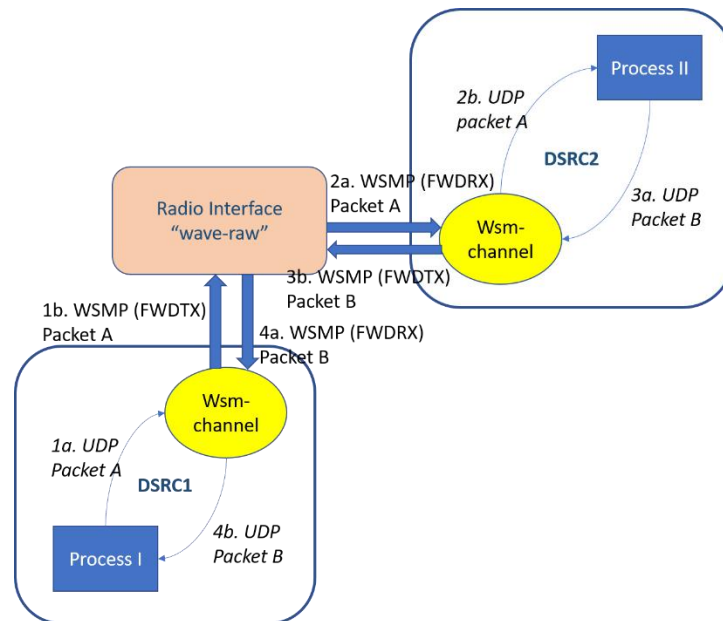 Process II
2b. UDP
packet A
DSRC2
3a. UDP
Packet B
Wsm-
channel
2a. WSMP (FWDRX)
Packet A
Radio Interface
“wave-raw”
3b. WSMP (FWDTX)
Packet B
1b. WSMP (FWDTX)
Packet A
4a. WSMP (FWDRX)
Packet B
Wsm-
channel
1a. UDP
Packet A
DSRC1
4b. UDP
Packet B
Process I